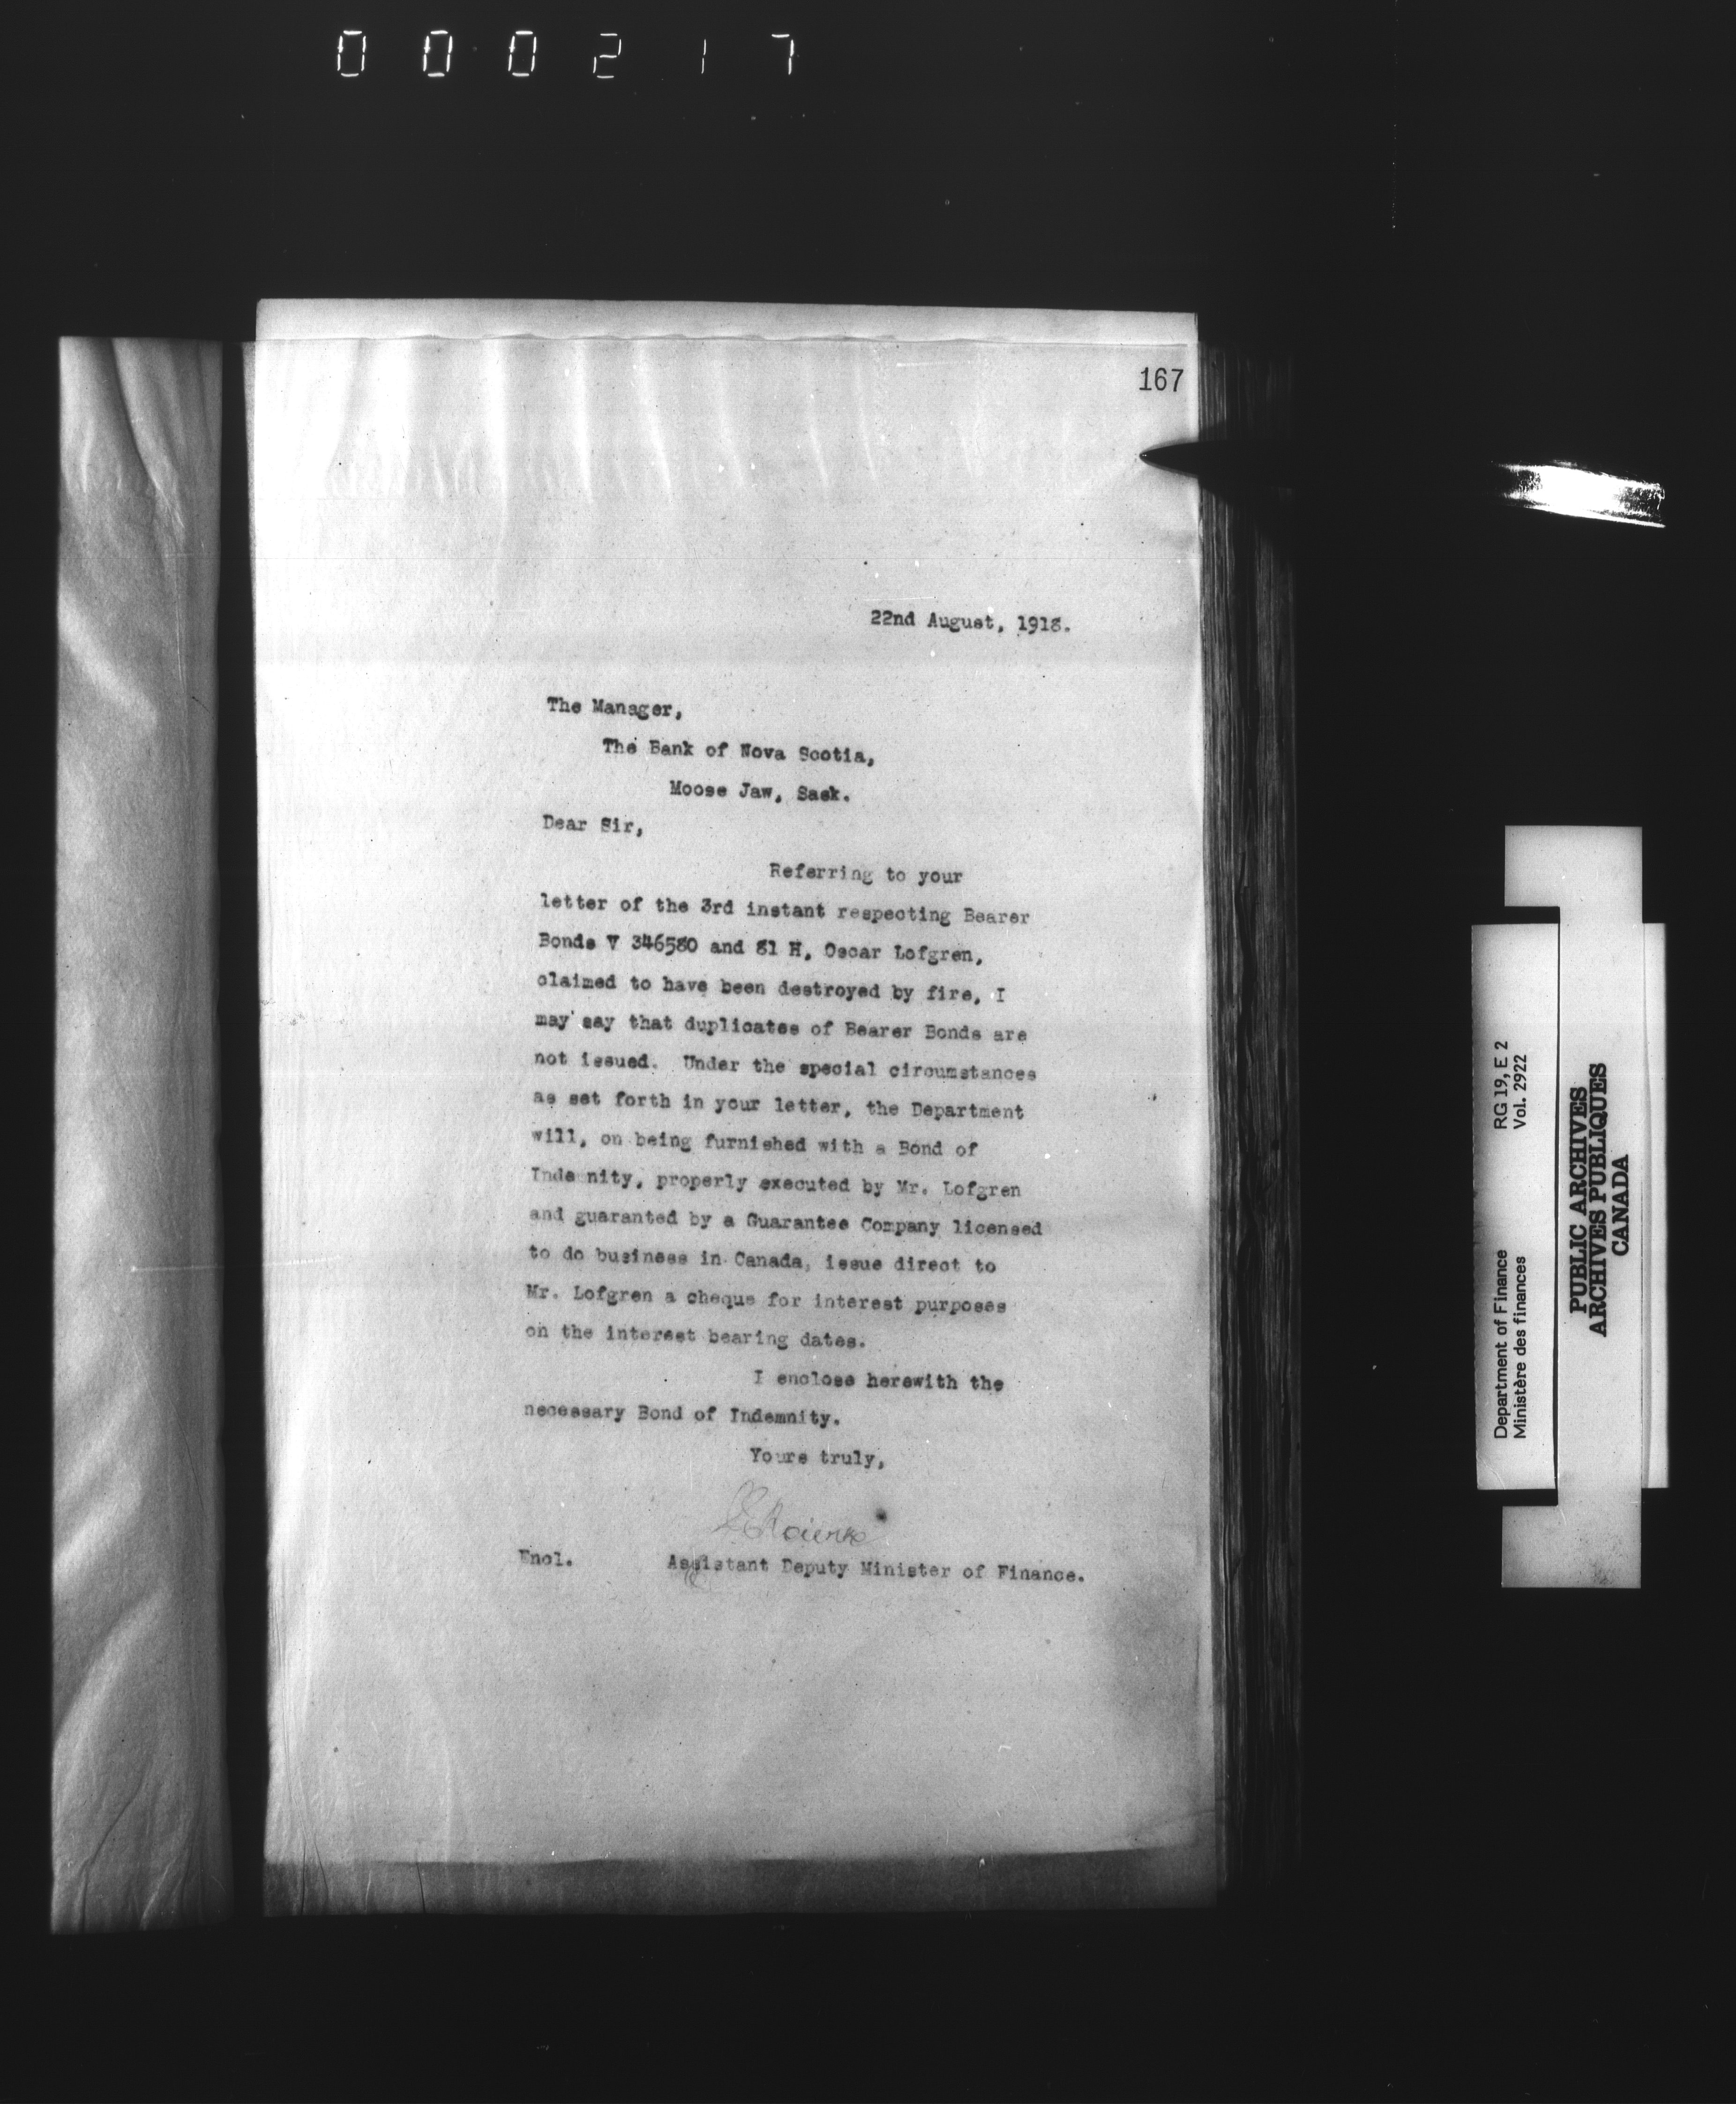 000217
167
22nd August, 1918.
The Manager,
The Bank of Nova Scotia,
Moose Jaw, Sask.
Dear Sir,
Referring to your
letter of the 3rd instant respecting Bearer
Bonds V 346580 and 81 H, Oscar Lofgren,
claimed to have been destroyed by fire, I
may say that duplicates of Bearer Bonds are
not issued. Under the special circumstances
as set forth in your letter, the Department
will, on being furnished with a Bond of
Indemnity, properly executed by Mr. Lofgren
and guaranted by a Guarantee Company licensed
to do business in Canada, issue direct to
Mr. Lofgren a cheque for interest purposes
on the interest bearing dates.
I enclose herewith the
necessary Bond of Indemnity.
Yours truly,
Encl. Assistant Deputy Minister of Finance.
Department of Finance RG 19, E 2
Ministère des finances Vol. 2922
PUBLIC ARCHIVES
ARCHIVES PUBLIQUES
CANADA